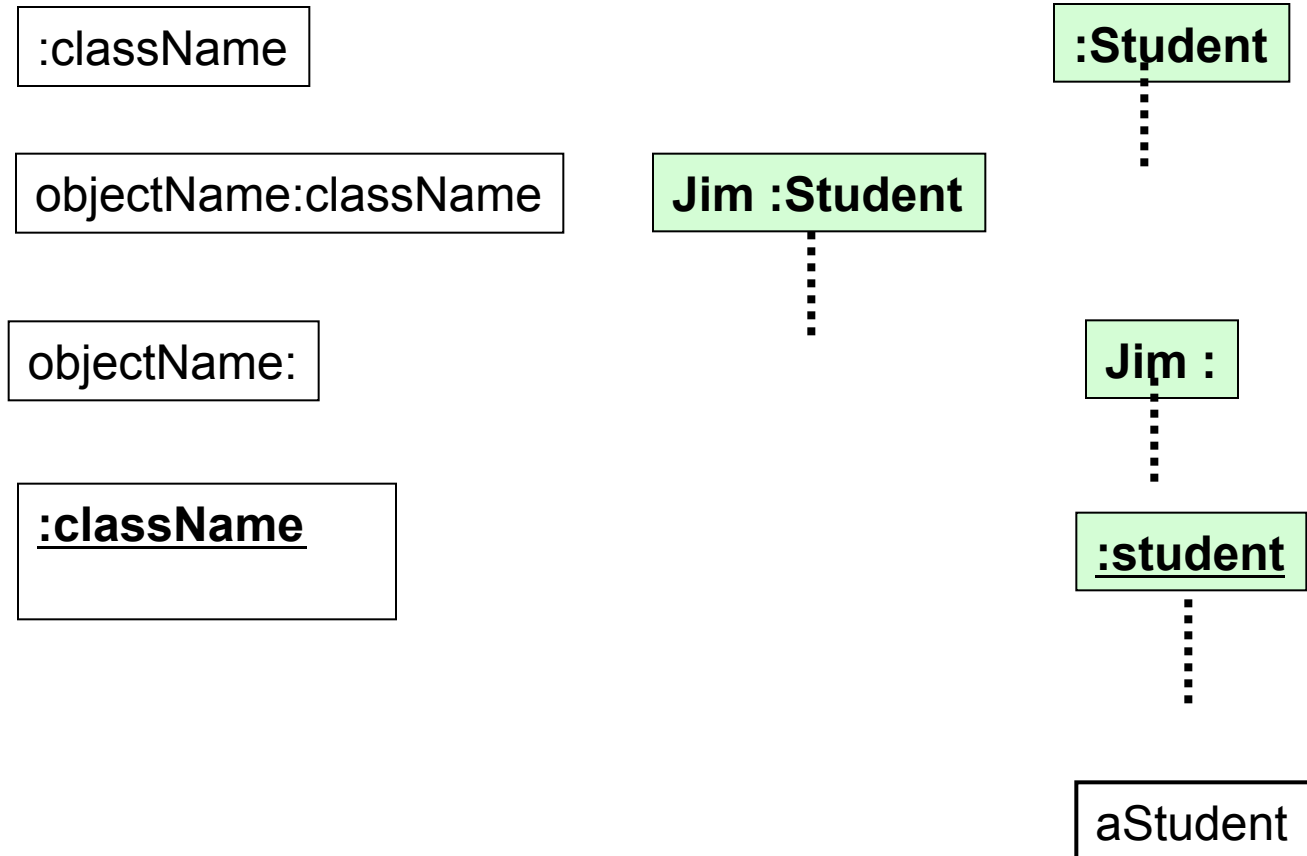 :className
:Student
objectName:className
Jim :Student
objectName:
Jim :
:className
:student
aStudent